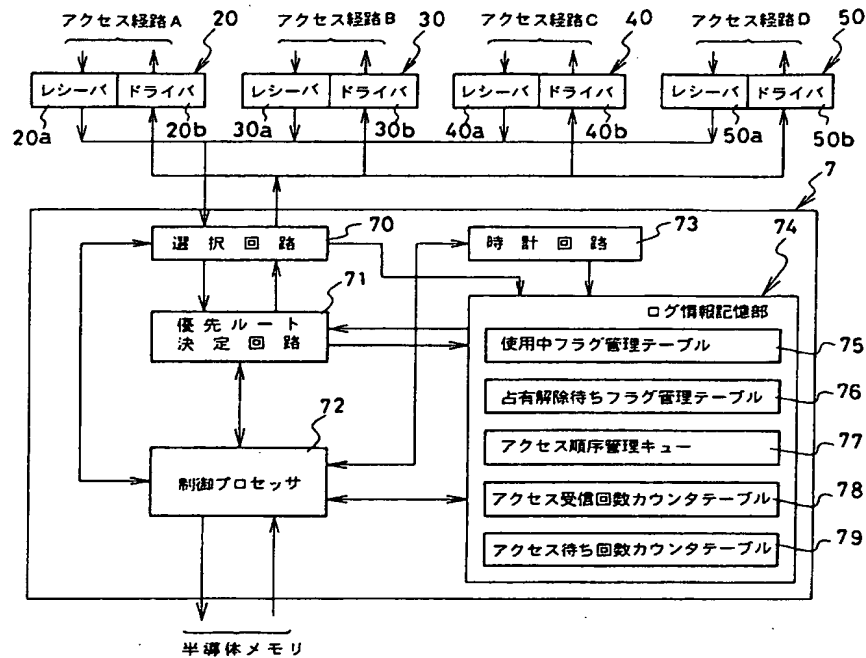 アクセス経路A 20
アクセス経路B 30
アクセス経路C 40
アクセス経路D 50
レシーバ ドライバ
レシーバ ドライバ
レシーバ ドライバ
レシーバ ドライバ
20a 20b 30a 30b 40a 40b 50a 50b
7
選択回路 70
時計回路 73
74
71
優先ルート
決定回路
ログ情報記憶部
使用中フラグ管理テーブル 75
占有解除待ちフラグ管理テーブル 76
72
制御プロセッサ
アクセス順序管理キュー 77
アクセス受信回数カウンタテーブル 78
アクセス待ち回数カウンタテーブル 79
半導体メモリ